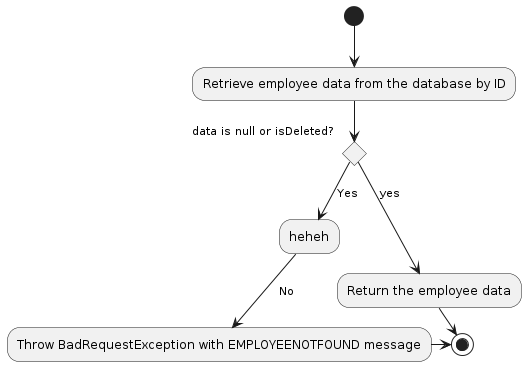 Retrieve employee data from the database by ID
data is null or isDeleted?
Yes
yes
heheh
No
Return the employee data
Throw BadRequestException with EMPLOYEENOTFOUND message